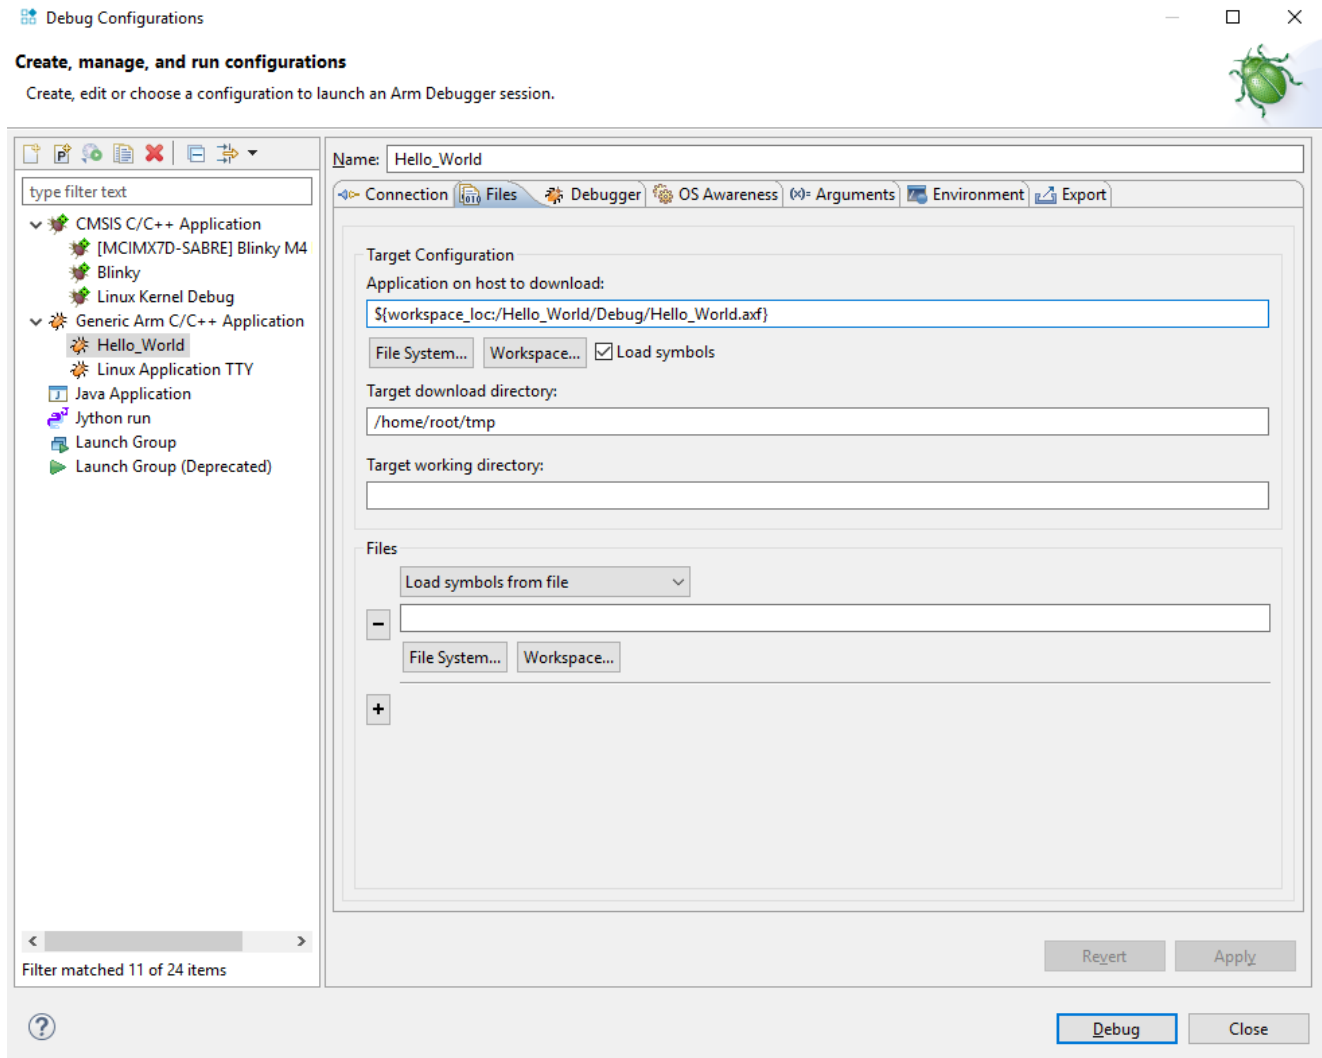 Debug Configurations
Create, manage, and run configurations
Create, edit or choose a configuration to launch an Arm Debugger session.
type filter text
CMSIS C/C++ Application
[MCIMX7D-SABRE] Blinky M4
Blinky
Linux Kernel Debug
Generic Arm C/C++ Application
Hello_World
Linux Application TTY
Java Application
Jython run
Launch Group
Launch Group (Deprecated)
Filter matched 11 of 24 items
Name: Hello_World
Connection Files Debugger OS Awareness (x)= Arguments Environment Export
Target Configuration
Application on host to download:
${workspace_loc:/Hello_World/Debug/Hello_World.axf}
File System... Workspace... Load symbols
Target download directory:
/home/root/tmp
Target working directory:
Files
Load symbols from file
File System... Workspace...
Revert Apply
Debug Close